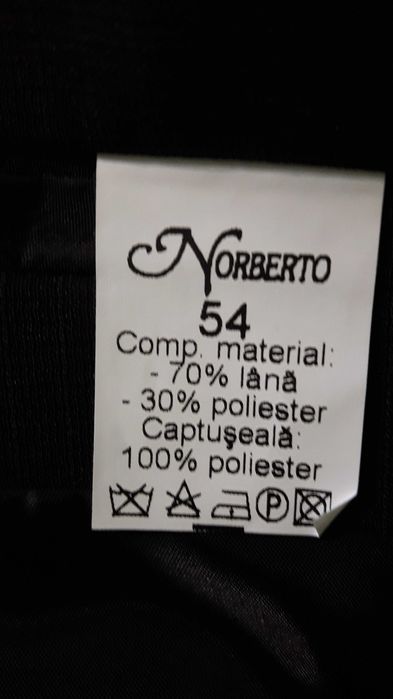 NORBERTO
54
Comp. material:
- 70% lână
- 30% poliester
Captuşeală:
100% poliester
P